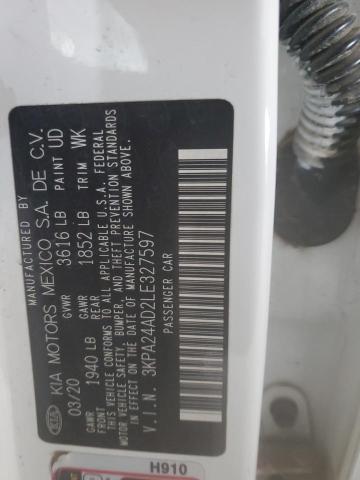 MANUFACTURED BY
KIA KIA MOTORS MEXICO S.A. DE C.V.
03/20 GVWR 3616 LB PAINT UD
GAWR FRONT 1940 LB GAWR REAR 1852 LB TRIM WK
THIS VEHICLE CONFORMS TO ALL APPLICABLE U.S.A. FEDERAL
MOTOR VEHICLE SAFETY, BUMPER, AND THEFT PREVENTION STANDARDS
IN EFFECT ON THE DATE OF MANUFACTURE SHOWN ABOVE.
V.I.N. 3KPA24AD2LE327597
PASSENGER CAR
H910